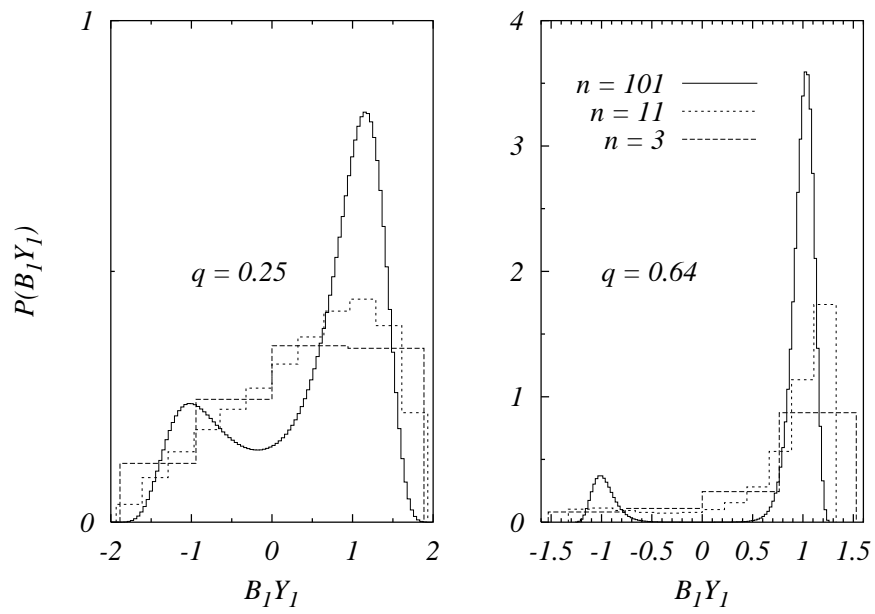 1
0
-2
-1
0
1
2
P(B1Y1)
B1Y1
q = 0.25
4
3
2
1
0
-1.5
-1
-0.5
0
0.5
1
1.5
B1Y1
n = 101
n = 11
n = 3
q = 0.64